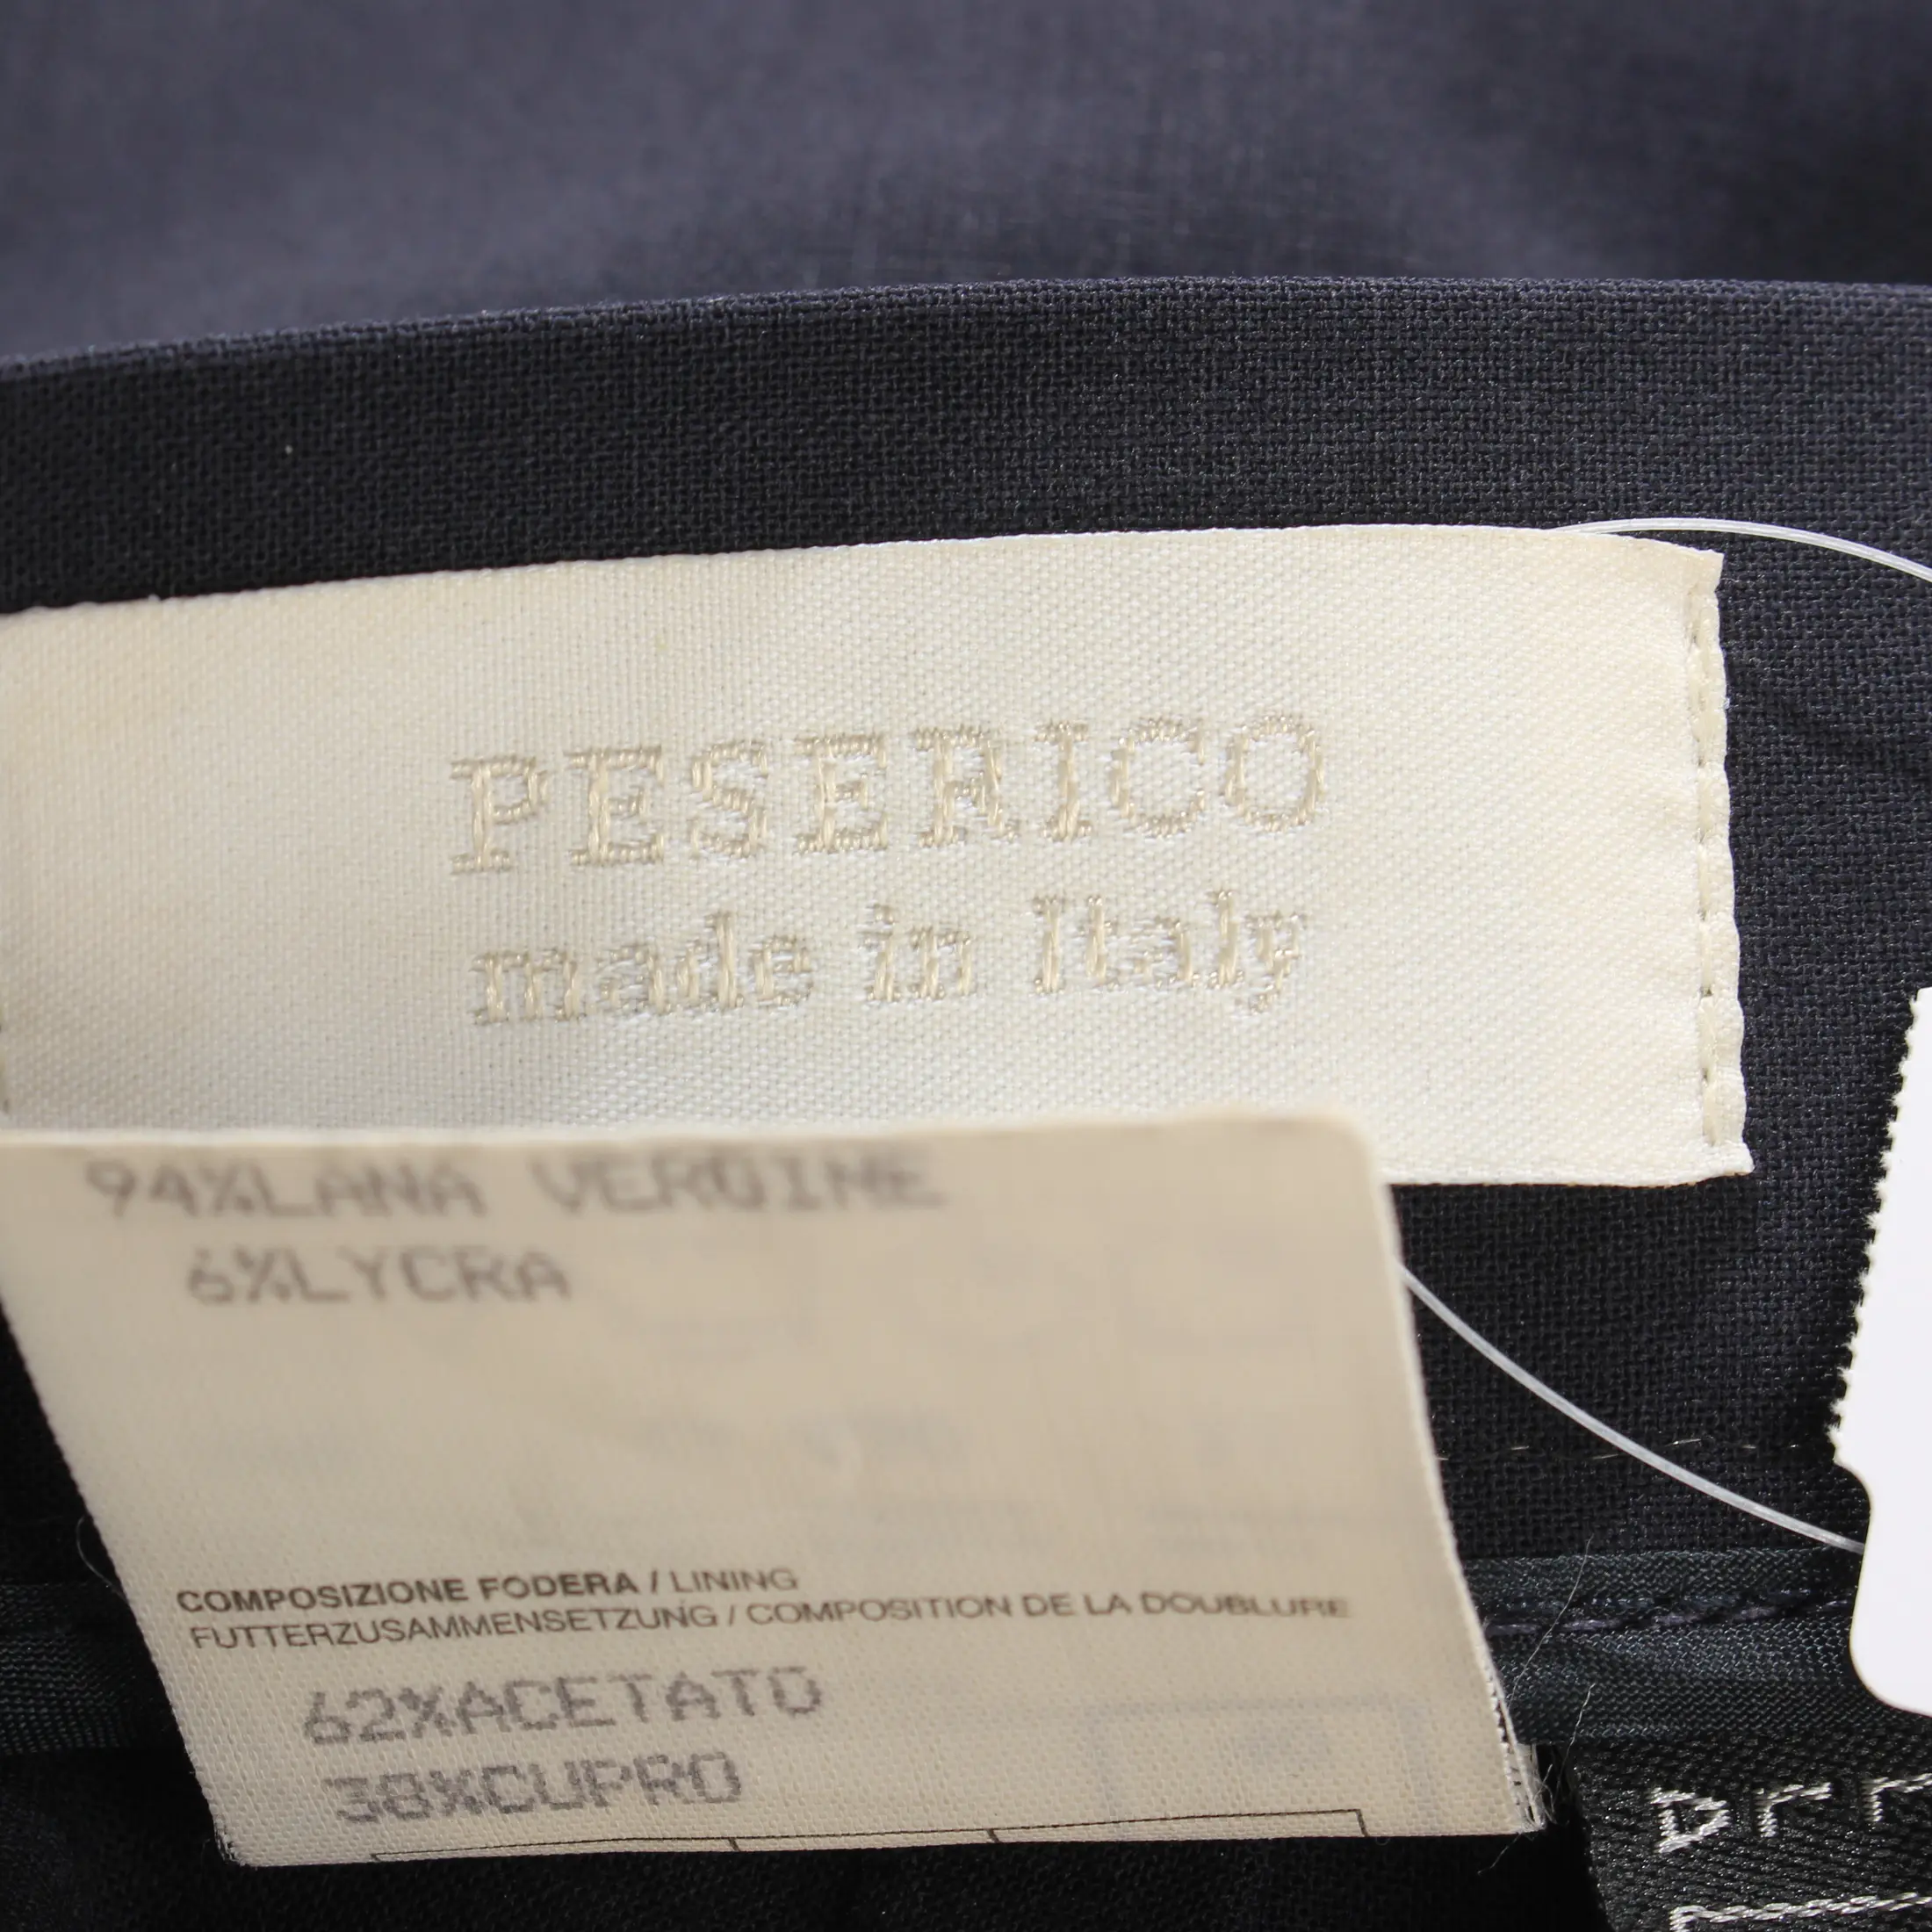 PESERICO
made in Italy
94%LANA VERGINE
6%LYCRA
COMPOSIZIONE FODERA / LINING
FUTTERZUSAMMENSETZUNG / COMPOSITION DE LA DOUBLURE
62%ACETATO
38%CUPRO